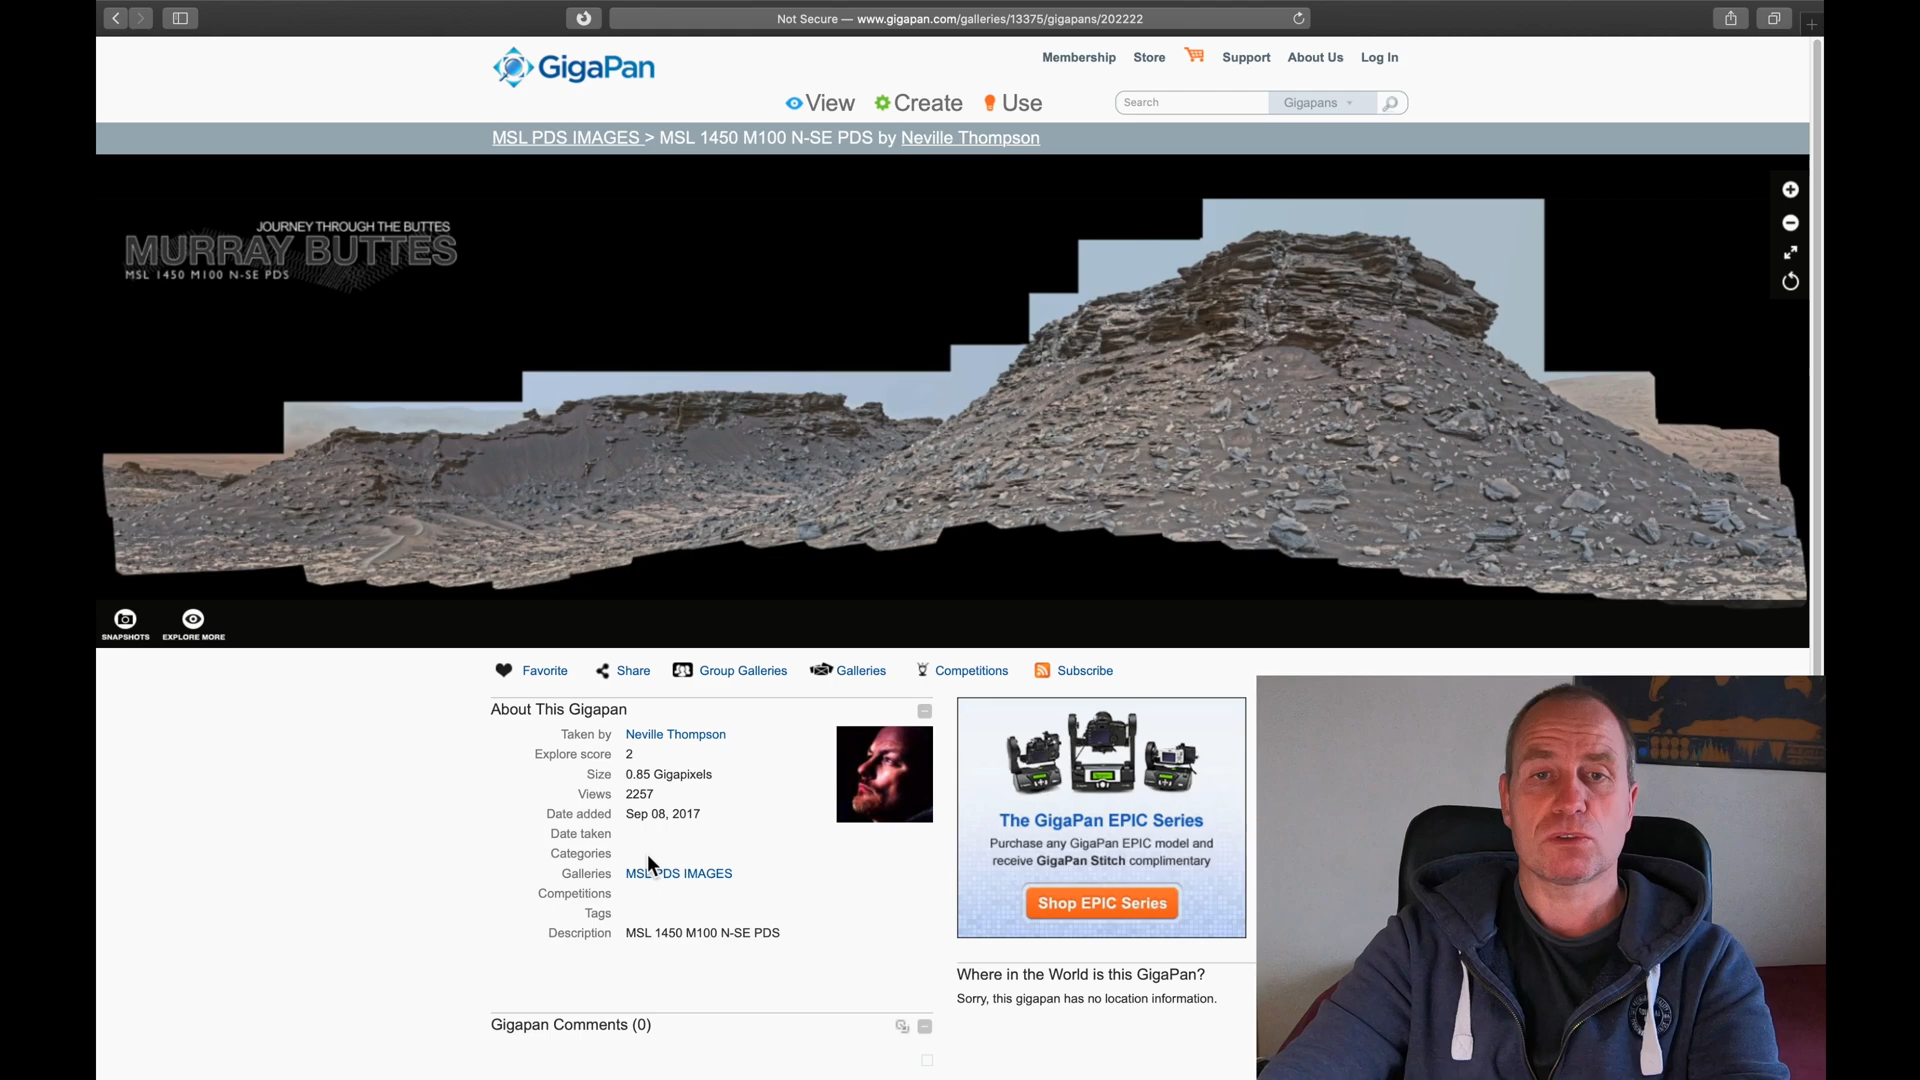 Not Secure — www.gigapan.com/galleries/13375/gigapans/202222
GigaPan
Membership Store Support About Us Log In
View Create Use
Search Gigapans
MSL PDS IMAGES > MSL 1450 M100 N-SE PDS by Neville Thompson
JOURNEY THROUGH THE BUTTES
MURRAY BUTTES
MSL 1450 M100 N-SE PDS
SNAPSHOTS EXPLORE MORE
Favorite Share Group Galleries Galleries Competitions Subscribe
About This Gigapan
Taken by Neville Thompson
Explore score 2
Size 0.85 Gigapixels
Views 2257
Date added Sep 08, 2017
Date taken
Categories
Galleries MSL PDS IMAGES
Competitions
Tags
Description MSL 1450 M100 N-SE PDS
The GigaPan EPIC Series
Purchase any GigaPan EPIC model and
receive GigaPan Stitch complimentary
Shop EPIC Series
Where in the World is this GigaPan?
Sorry, this gigapan has no location information.
Gigapan Comments (0)